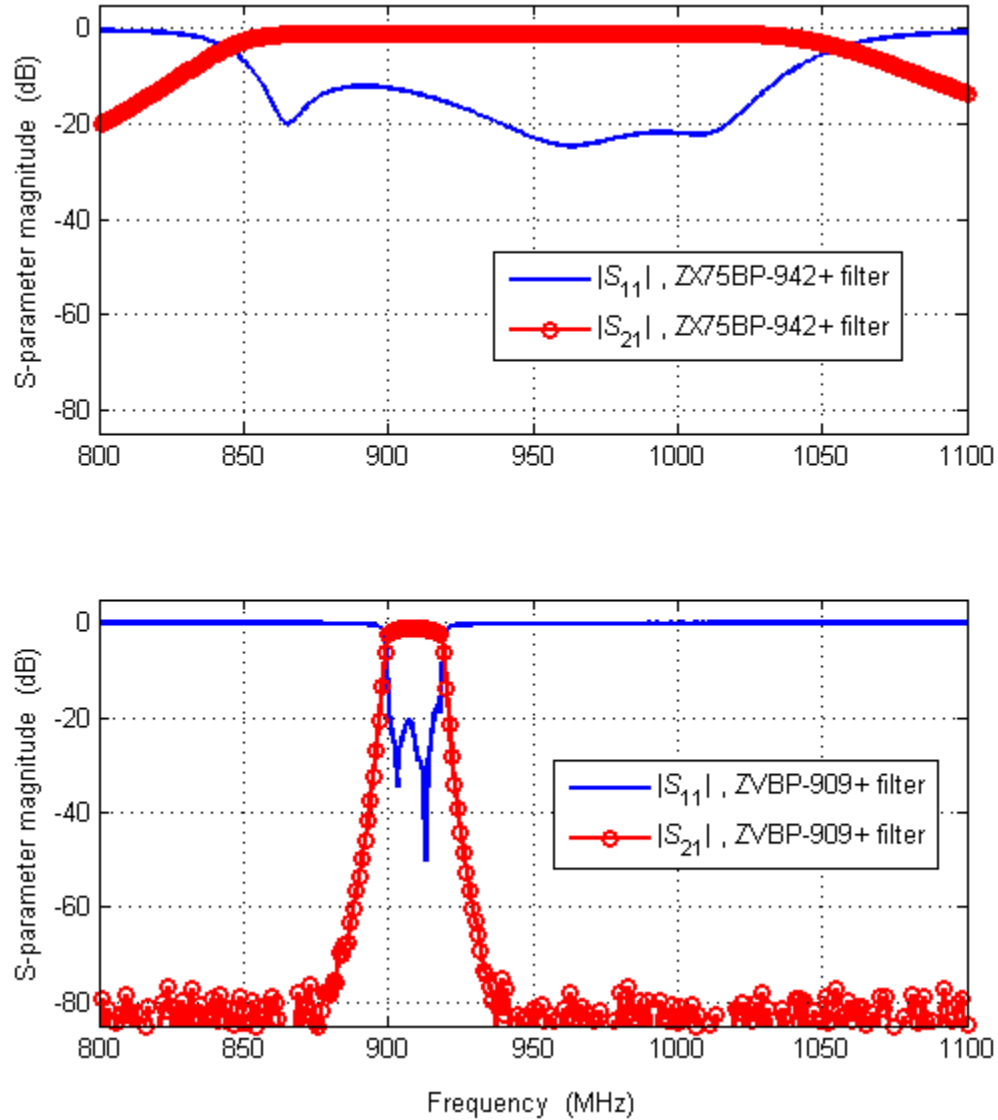 S-parameter magnitude (dB)
0
-20
-40
-60
-80
|S11| , ZX75BP-942+ filter
|S21| , ZX75BP-942+ filter
800 850 900 950 1000 1050 1100
S-parameter magnitude (dB)
0
-20
-40
-60
-80
|S11| , ZVBP-909+ filter
|S21| , ZVBP-909+ filter
800 850 900 950 1000 1050 1100
Frequency (MHz)